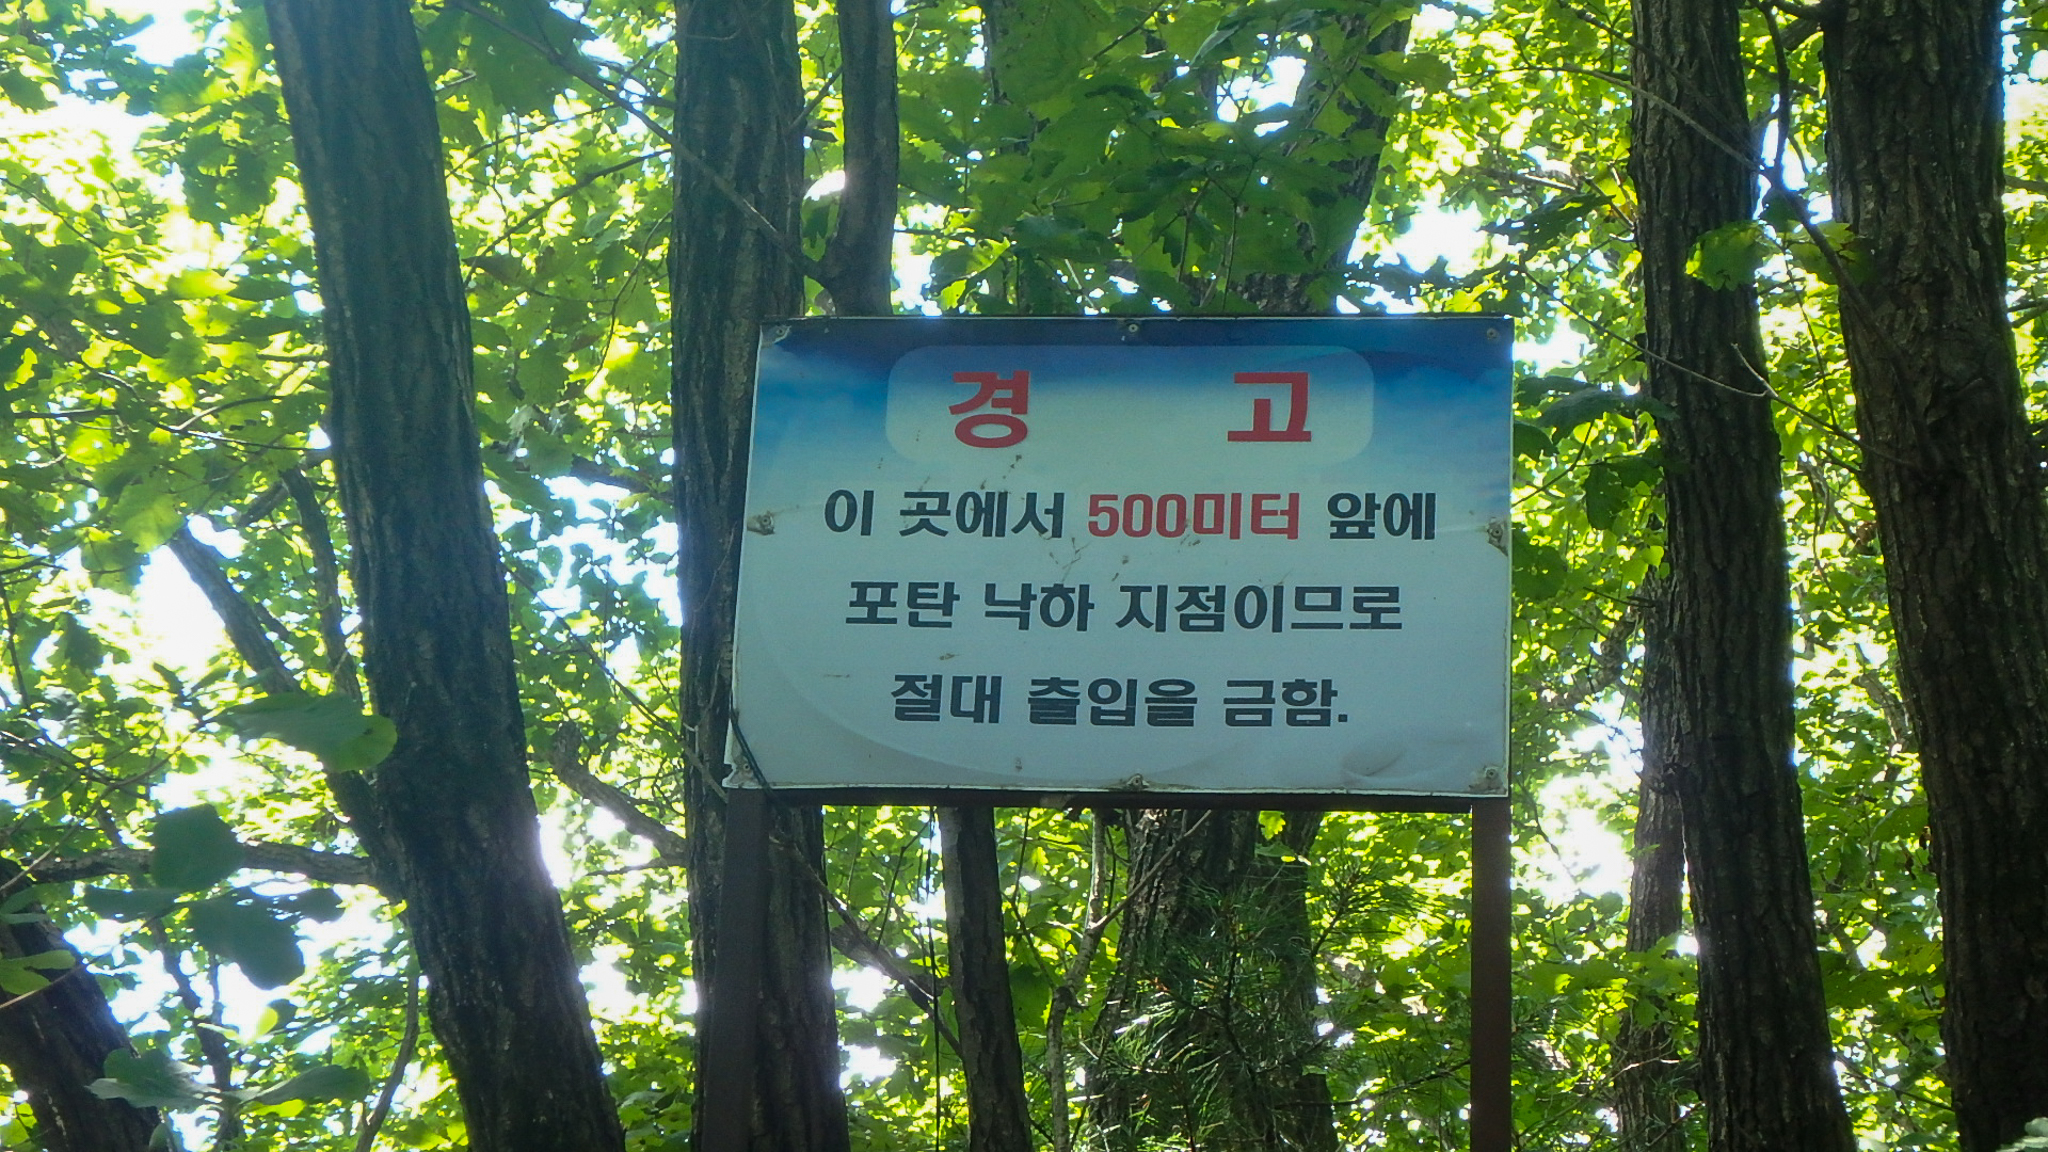 경 고
이 곳에서 500미터 앞에
포탄 낙하 지점이므로
절대 출입을 금함.